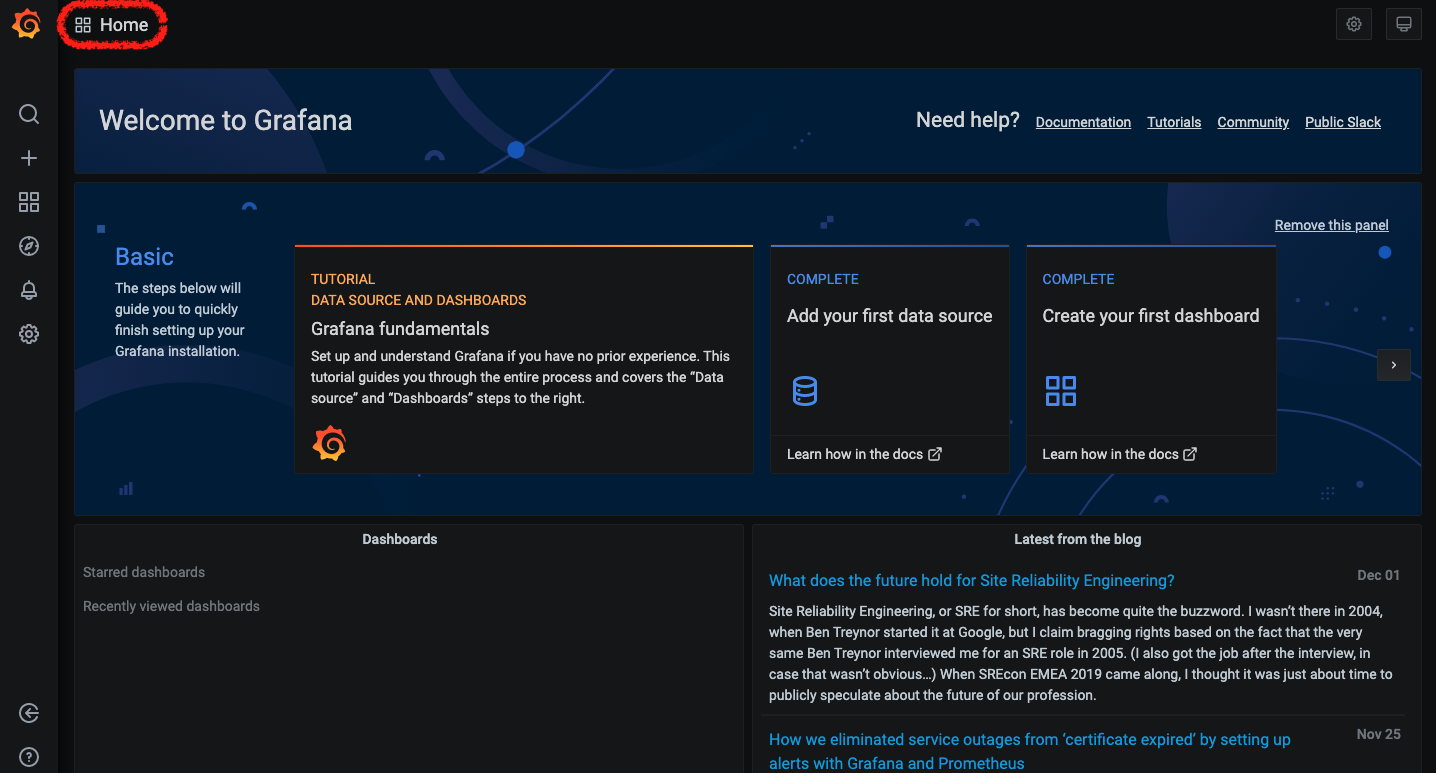 Home
Welcome to Grafana
Need help? Documentation Tutorials Community Public Slack
Remove this panel
Basic
The steps below will
guide you to quickly
finish setting up your
Grafana installation.
TUTORIAL
DATA SOURCE AND DASHBOARDS
Grafana fundamentals
Set up and understand Grafana if you have no prior experience. This
tutorial guides you through the entire process and covers the “Data
source” and “Dashboards” steps to the right.
COMPLETE
Add your first data source
Learn how in the docs
COMPLETE
Create your first dashboard
Learn how in the docs
Dashboards
Starred dashboards
Recently viewed dashboards
Latest from the blog
What does the future hold for Site Reliability Engineering?
Dec 01
Site Reliability Engineering, or SRE for short, has become quite the buzzword. I wasn’t there in 2004,
when Ben Treynor started it at Google, but I claim bragging rights based on the fact that the very
same Ben Treynor interviewed me for an SRE role in 2005. (I also got the job after the interview, in
case that wasn’t obvious…) When SREcon EMEA 2019 came along, I thought it was just about time to
publicly speculate about the future of our profession.
How we eliminated service outages from ‘certificate expired’ by setting up
alerts with Grafana and Prometheus
Nov 25